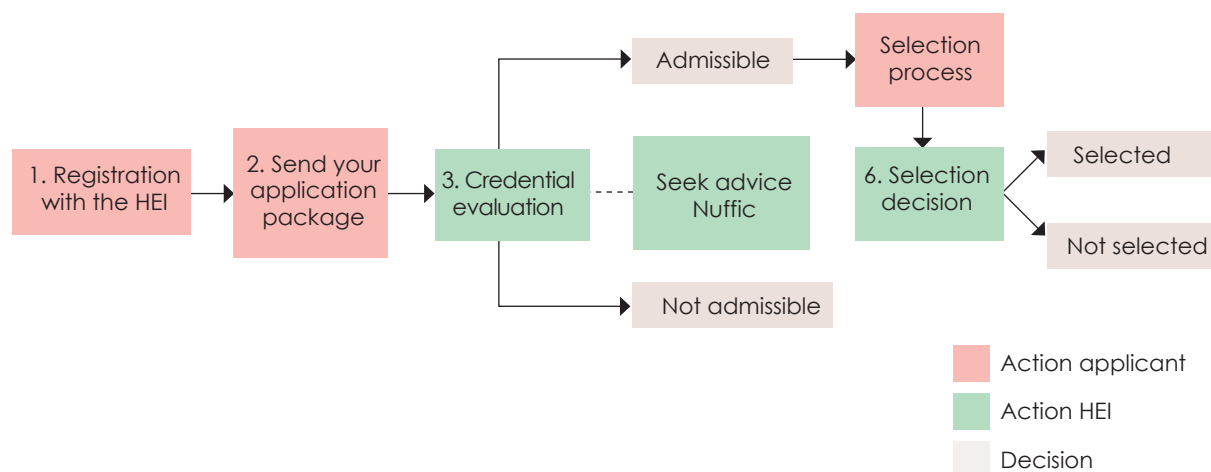 1. Registration
with the HEI
2. Send your
application
package
3. Credential
evaluation
Admissible
Seek advice
Nuffic
Not admissible
Selection
process
6. Selection
decision
Selected
Not selected
Action applicant
Action HEI
Decision